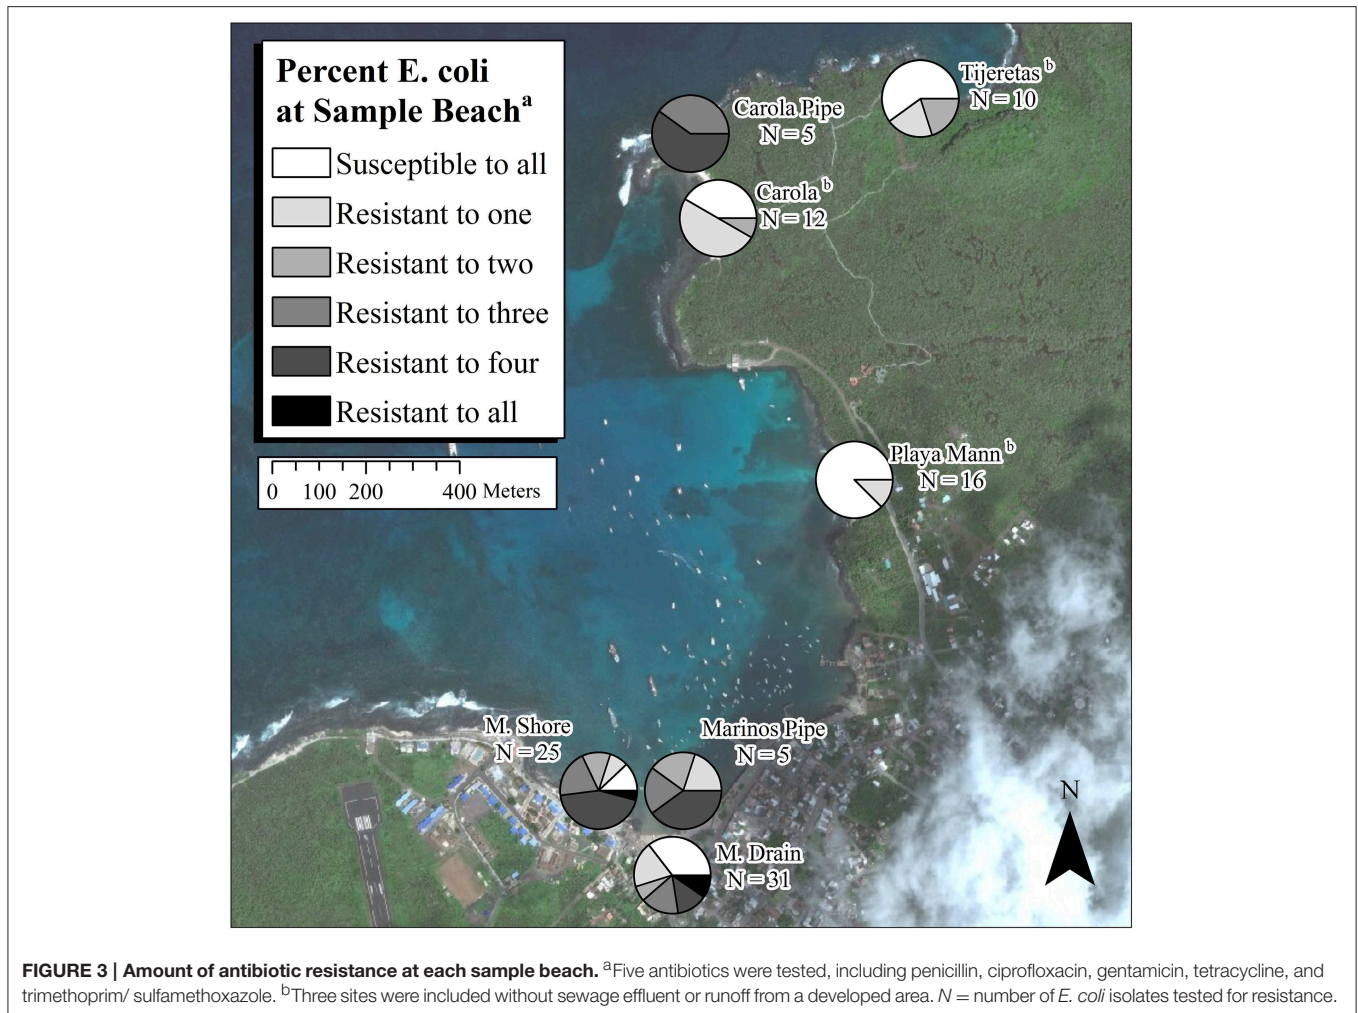 Percent E. coli
at Sample Beachᵃ
Susceptible to all
Resistant to one
Resistant to two
Resistant to three
Resistant to four
Resistant to all
0 100 200 400 Meters
Tijeretas ᵇ
N = 10
Carola Pipe
N = 5
Carola ᵇ
N = 12
Playa Mann ᵇ
N = 16
M. Shore
N = 25
Marinos Pipe
N = 5
M. Drain
N = 31
N
FIGURE 3 | Amount of antibiotic resistance at each sample beach. ᵃFive antibiotics were tested, including penicillin, ciprofloxacin, gentamicin, tetracycline, and
trimethoprim/ sulfamethoxazole. ᵇThree sites were included without sewage effluent or runoff from a developed area. N = number of E. coli isolates tested for resistance.